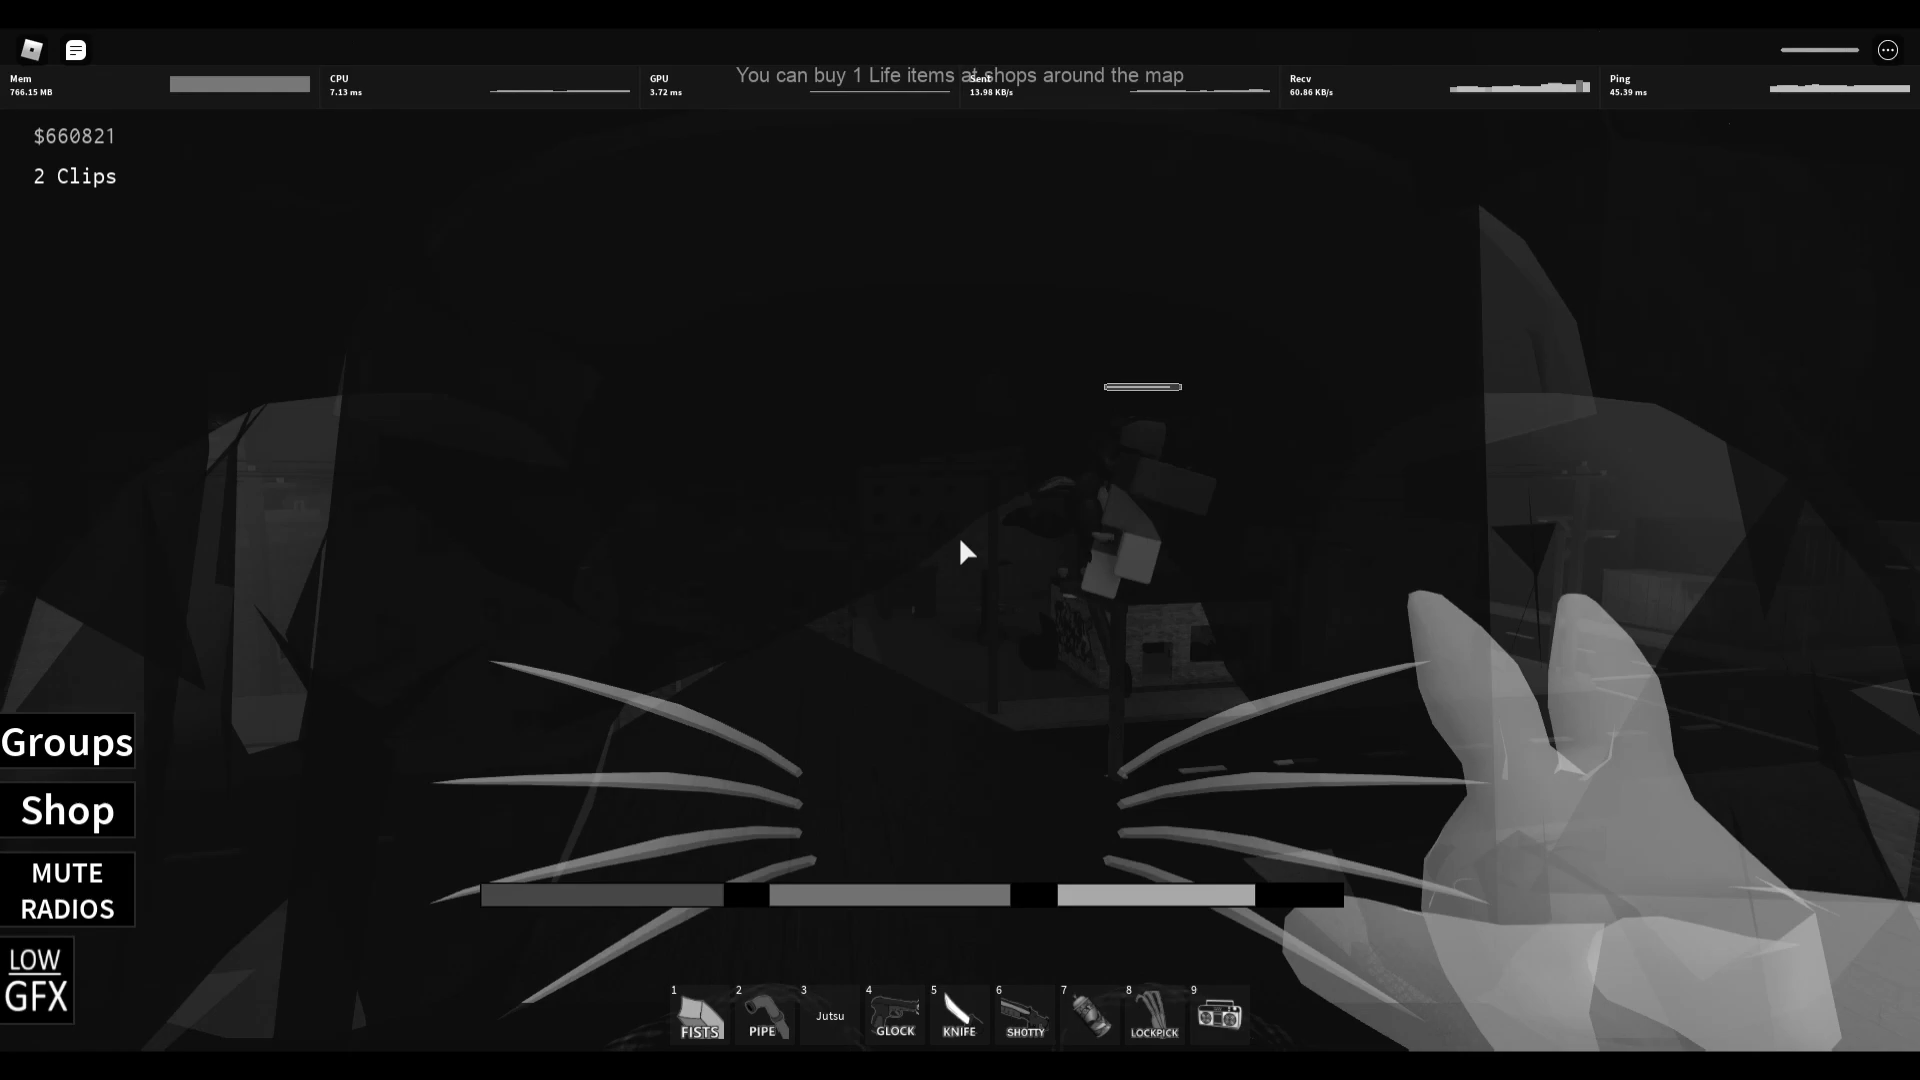 You can buy 1 Life items at shops around the map
Mem
766.15 MB
CPU
7.13 ms
GPU
3.72 ms
Sent
13.98 KB/s
Recv
60.86 KB/s
Ping
45.39 ms
$660821
2 Clips
Groups
Shop
MUTE
RADIOS
LOW
GFX
1
FISTS
2
PIPE
3
Jutsu
4
GLOCK
5
KNIFE
6
SHOTTY
7
8
LOCKPICK
9